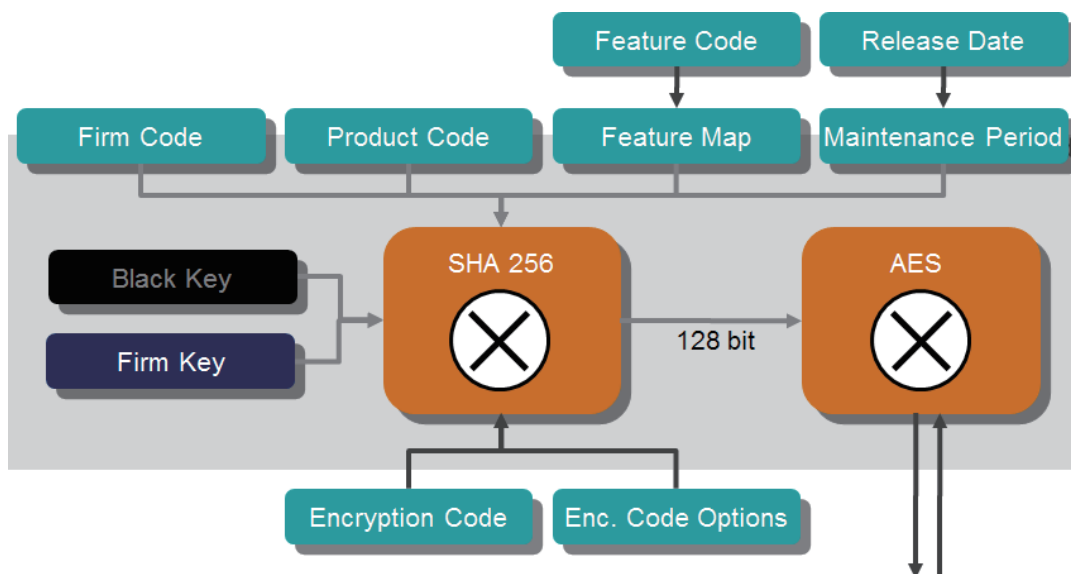 Feature Code
Release Date
Firm Code
Product Code
Feature Map
Maintenance Period
SHA 256
AES
Black Key
128 bit
Firm Key
Encryption Code
Enc. Code Options